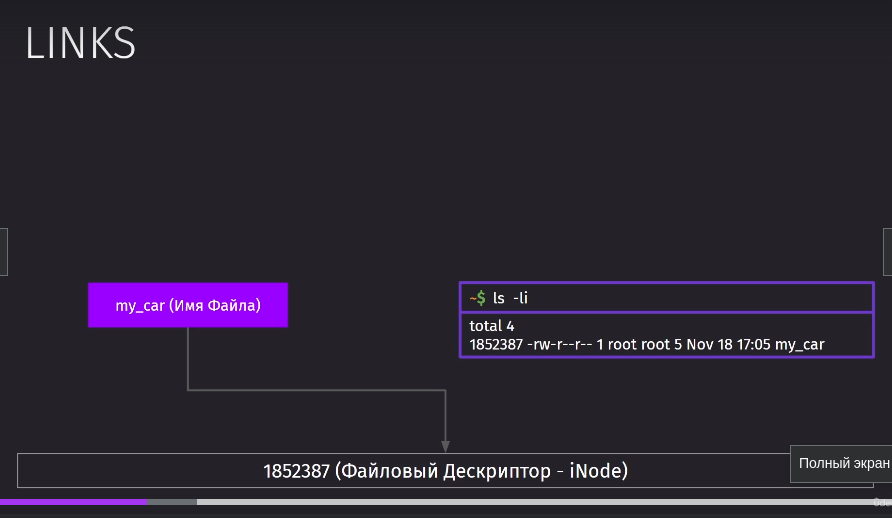 LINKS
my_car (Имя Файла)
~$ ls -li
total 4
1852387 -rw-r--r-- 1 root root 5 Nov 18 17:05 my_car
1852387 (Файловый Дескриптор - iNode)
Полный экран